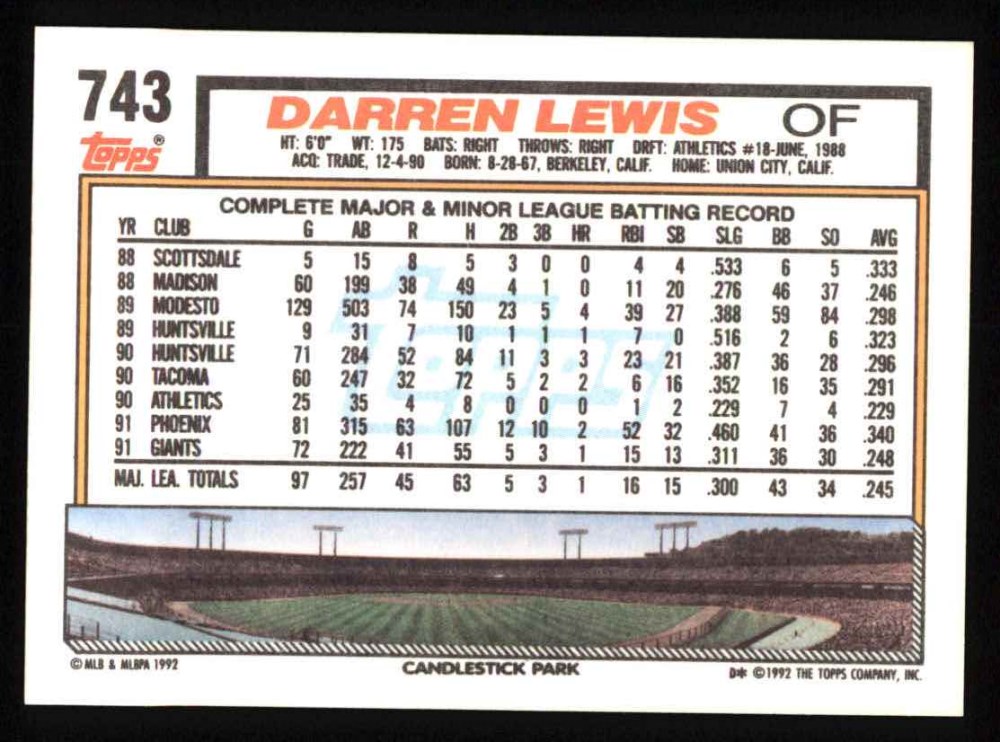 743
Topps®
DARREN LEWIS OF
HT: 6'0" WT: 175 BATS: RIGHT THROWS: RIGHT DRFT: ATHLETICS #18-JUNE, 1988
ACQ: TRADE, 12-4-90 BORN: 8-28-67, BERKELEY, CALIF. HOME: UNION CITY, CALIF.
COMPLETE MAJOR & MINOR LEAGUE BATTING RECORD
YR CLUB G AB R H 2B 3B HR RBI SB SLG BB SO AVG
88 SCOTTSDALE 5 15 8 5 3 0 0 4 4 .533 6 5 .333
88 MADISON 60 199 38 49 4 1 0 11 20 .276 46 37 .246
89 MODESTO 129 503 74 150 23 5 4 39 27 .388 59 84 .298
89 HUNTSVILLE 9 31 7 10 1 1 1 7 0 .516 2 6 .323
90 HUNTSVILLE 71 284 52 84 11 3 3 23 21 .387 36 28 .296
90 TACOMA 60 247 32 72 5 2 2 6 16 .352 16 35 .291
90 ATHLETICS 25 35 4 8 0 0 0 1 2 .229 7 4 .229
91 PHOENIX 81 315 63 107 12 10 2 52 32 .460 41 36 .340
91 GIANTS 72 222 41 55 5 3 1 15 13 .311 36 30 .248
MAJ. LEA. TOTALS 97 257 45 63 5 3 1 16 15 .300 43 34 .245
Topps
© MLB & MLBPA 1992 CANDLESTICK PARK D* © 1992 THE TOPPS COMPANY, INC.